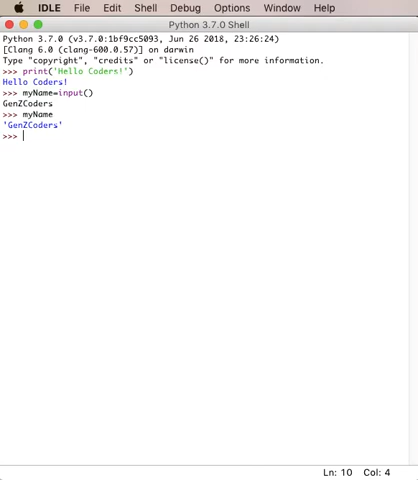 IDLE File Edit Shell Debug Options Window Help
Python 3.7.0 Shell
Python 3.7.0 (v3.7.0:1bf9cc5093, Jun 26 2018, 23:26:24)
[Clang 6.0 (clang-600.0.57)] on darwin
Type "copyright", "credits" or "license()" for more information.
>>> print('Hello Coders!')
Hello Coders!
>>> myName=input()
GenZCoders
>>> myName
'GenZCoders'
>>>
Ln: 10 Col: 4